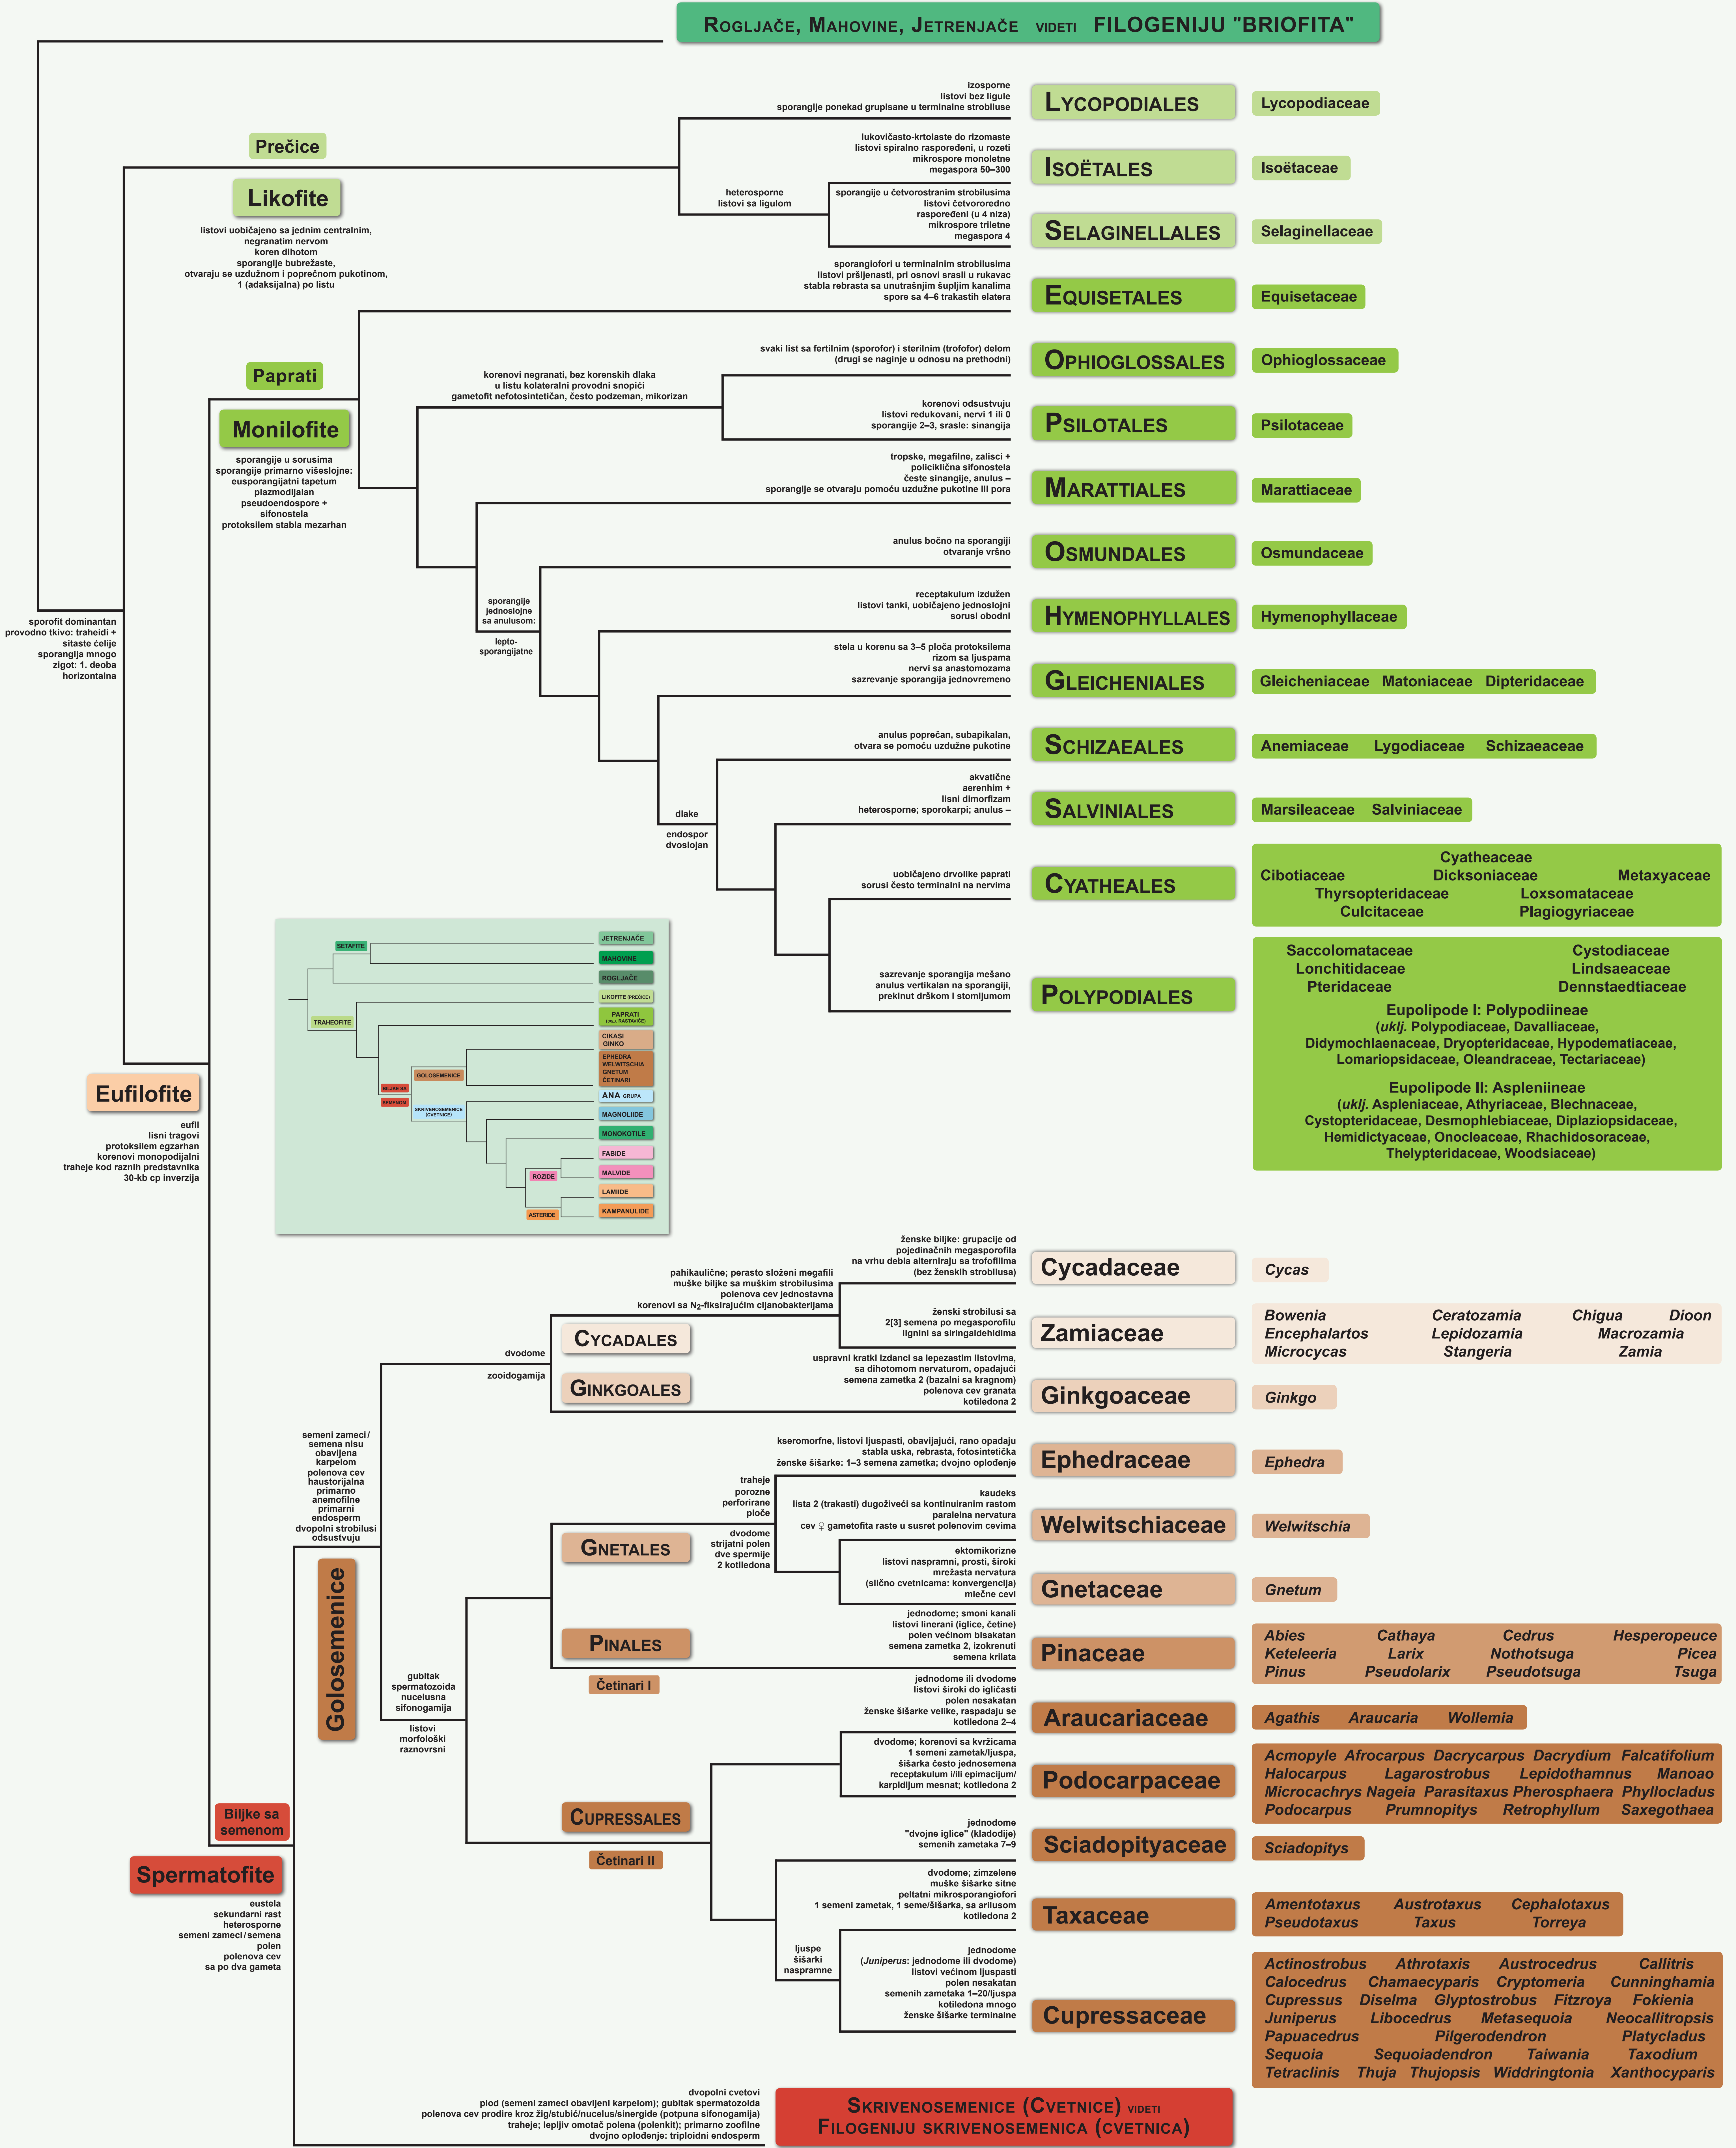 Rogljače, Mahovine, Jetrenjače videti FILOGENIJU "BRIOFITA"
izosporne
listovi bez ligule
sporangije ponekad grupisane u terminalne strobiluse
Lycopodiales
Lycopodiaceae
Prečice
Likofite
listovi uobičajeno sa jednim centralnim,
negranatim nervom
koren dihotom
sporangije bubrežaste,
otvaraju se uzdužnom i poprečnom pukotinom,
1 (adaksijalna) po listu
lukovičasto-krtolaste do rizomaste
listovi spiralno raspoređeni, u rozeti
mikrospore monoletne
megaspora 50–300
Isoëtales
Isoëtaceae
heterosporne
listovi sa ligulom
sporangije u četvorostranim strobilusima
listovi četvororedno
raspoređeni (u 4 niza)
mikrospore triletne
megaspora 4
Selaginellales
Selaginellaceae
sporangiofori u terminalnim strobilusima
listovi pršljenasti, pri osnovi srasli u rukavac
stabla rebrasta sa unutrašnjim šupljim kanalima
spore sa 4–6 trakastih elatera
Equisetales
Equisetaceae
Paprati
Monilofite
sporangije u sorusima
sporangije primarno višeslojne:
eusporangijatni tapetum
plazmodijalan
pseudoendospore +
sifonostela
protoksilem stabla mezarhan
korenovi negranati, bez korenskih dlaka
u listu kolateralni provodni snopići
gametofit nefotosintetičan, često podzeman, mikorizan
svaki list sa fertilnim (sporofor) i sterilnim (trofofor) delom
(drugi se naginje u odnosu na prethodni)
Ophioglossales
Ophioglossaceae
korenovi odsustvuju
listovi redukovani, nervi 1 ili 0
sporangije 2–3, srasle: sinangija
Psilotales
Psilotaceae
tropske, megafilne, zalisci +
policiklična sifonostela
česte sinangije, anulus –
sporangije se otvaraju pomoću uzdužne pukotine ili pora
Marattiales
Marattiaceae
anulus bočno na sporangiji
otvaranje vršno
Osmundales
Osmundaceae
sporangije
jednoslojne
sa anulusom:
lepto-
sporangijatne
receptakulum izdužen
listovi tanki, uobičajeno jednoslojni
sorusi obodni
Hymenophyllales
Hymenophyllaceae
sporofit dominantan
provodno tkivo: traheidi +
sitaste ćelije
sporangija mnogo
zigot: 1. deoba
horizontalna
stela u korenu sa 3–5 ploča protoksilema
rizom sa ljuspama
nervi sa anastomozama
sazrevanje sporangija jednovremeno
Gleicheniales
Gleicheniaceae Matoniaceae Dipteridaceae
anulus poprečan, subapikalan,
otvara se pomoću uzdužne pukotine
Schizaeales
Anemiaceae Lygodiaceae Schizaeaceae
dlake
endospor
dvoslojan
akvatične
aerenhim +
lisni dimorfizam
heterosporne; sporokarpi; anulus –
Salviniales
Marsileaceae Salviniaceae
uobičajeno drvolike paprati
sorusi često terminalni na nervima
Cyatheales
Cyatheaceae
Cibotiaceae Dicksoniaceae Metaxyaceae
Thyrsopteridaceae Loxsomataceae
Culcitaceae Plagiogyriaceae
sazrevanje sporangija mešano
anulus vertikalan na sporangiji,
prekinut drškom i stomijumom
Polypodiales
Saccolomataceae Cystodiaceae
Lonchitidaceae Lindsaeaceae
Pteridaceae Dennstaedtiaceae
Eupolipode I: Polypodiineae
(uklj. Polypodiaceae, Davalliaceae,
Didymochlaenaceae, Dryopteridaceae, Hypodematiaceae,
Lomariopsidaceae, Oleandraceae, Tectariaceae)
Eupolipode II: Aspleniineae
(uklj. Aspleniaceae, Athyriaceae, Blechnaceae,
Cystopteridaceae, Desmophlebiaceae, Diplaziopsidaceae,
Hemidictyaceae, Onocleaceae, Rhachidosoraceae,
Thelypteridaceae, Woodsiaceae)
SETAFITE
JETRENJAČE
MAHOVINE
ROGLJAČE
TRAHEOFITE
LIKOFITE (PREČICE)
PAPRATI
(uklj. RASTAVIĆE)
CIKASI
GINKO
GOLOSEMENICE
EPHEDRA
WELWITSCHIA
GNETUM
ČETINARI
BILJKE SA
SEMENOM
SKRIVENOSEMENICE
(CVETNICE)
ANA GRUPA
MAGNOLIIDE
MONOKOTILE
ROZIDE
FABIDE
MALVIDE
ASTERIDE
LAMIIDE
KAMPANULIDE
Eufilofite
eufil
lisni tragovi
protoksilem egzarhan
korenovi monopodijalni
traheje kod raznih predstavnika
30-kb cp inverzija
pahikaulične; perasto složeni megafili
muške biljke sa muškim strobilusima
polenova cev jednostavna
korenovi sa N2-fiksirajućim cijanobakterijama
Cycadales
ženske biljke: grupacije od
pojedinačnih megasporofila
na vrhu debla alterniraju sa trofofilima
(bez ženskih strobilusa)
Cycadaceae
Cycas
ženski strobilusi sa
2[3] semena po megasporofilu
lignini sa siringaldehidima
Zamiaceae
Bowenia Ceratozamia Chigua Dioon
Encephalartos Lepidozamia Macrozamia
Microcycas Stangeria Zamia
dvodome
zooidogamija
Ginkgoales
uspravni kratki izdanci sa lepezastim listovima,
sa dihotomom nervaturom, opadajući
semena zametka 2 (bazalni sa kragnom)
polenova cev granata
kotiledona 2
Ginkgoaceae
Ginkgo
semeni zameci/
semena nisu
obavijena
karpelom
polenova cev
haustorijalna
primarno
anemofilne
primarni
endosperm
dvopolni strobilusi
odsustvuju
Golosemenice
kseromorfne, listovi ljuspasti, obavijajući, rano opadaju
stabla uska, rebrasta, fotosintetička
ženske šišarke: 1–3 semena zametka; dvojno oplođenje
Ephedraceae
Ephedra
traheje
porozne
perforirane
ploče
Gnetales
dvodome
strijatni polen
dve spermije
2 kotiledona
kaudeks
lista 2 (trakasti) dugoživeći sa kontinuiranim rastom
paralelna nervatura
cev ♀ gametofita raste u susret polenovim cevima
Welwitschiaceae
Welwitschia
ektomikorizne
listovi naspramni, prosti, široki
mrežasta nervatura
(slično cvetnicama: konvergencija)
mlečne cevi
Gnetaceae
Gnetum
Pinales
Četinari I
jednodome; smoni kanali
listovi linerani (iglice, četine)
polen većinom bisakatan
semena zametka 2, izokrenuti
semena krilata
Pinaceae
Abies Cathaya Cedrus Hesperopeuce
Keteleeria Larix Nothotsuga Picea
Pinus Pseudolarix Pseudotsuga Tsuga
gubitak
spermatozoida
nucelusna
sifonogamija
listovi
morfološki
raznovrsni
jednodome ili dvodome
listovi široki do igličasti
polen nesakatan
ženske šišarke velike, raspadaju se
kotiledona 2–4
Araucariaceae
Agathis Araucaria Wollemia
dvodome; korenovi sa kvržicama
1 semeni zametak/ljuspa,
šišarka često jednosemena
receptakulum i/ili epimacijum/
karpidijum mesnat; kotiledona 2
Podocarpaceae
Acmopyle Afrocarpus Dacrycarpus Dacrydium Falcatifolium
Halocarpus Lagarostrobus Lepidothamnus Manoao
Microcachrys Nageia Parasitaxus Pherosphaera Phyllocladus
Podocarpus Prumnopitys Retrophyllum Saxegothaea
Cupressales
Četinari II
jednodome
"dvojne iglice" (kladodije)
semenih zametaka 7–9
Sciadopityaceae
Sciadopitys
Biljke sa
semenom
Spermatofite
eustela
sekundarni rast
heterosporne
semeni zameci/semena
polen
polenova cev
sa po dva gameta
dvodome; zimzelene
muške šišarke sitne
peltatni mikrosporangiofori
1 semeni zametak, 1 seme/šišarka, sa arilusom
kotiledona 2
Taxaceae
Amentotaxus Austrotaxus Cephalotaxus
Pseudotaxus Taxus Torreya
ljuspe
šišarki
naspramne
jednodome
(Juniperus: jednodome ili dvodome)
listovi većinom ljuspasti
polen nesakatan
semenih zametaka 1–20/ljuspa
kotiledona mnogo
ženske šišarke terminalne
Cupressaceae
Actinostrobus Athrotaxis Austrocedrus Callitris
Calocedrus Chamaecyparis Cryptomeria Cunninghamia
Cupressus Diselma Glyptostrobus Fitzroya Fokienia
Juniperus Libocedrus Metasequoia Neocallitropsis
Papuacedrus Pilgerodendron Platycladus
Sequoia Sequoiadendron Taiwania Taxodium
Tetraclinis Thuja Thujopsis Widdringtonia Xanthocyparis
dvopolni cvetovi
plod (semeni zameci obavijeni karpelom); gubitak spermatozoida
polenova cev prodire kroz žig/stubić/nucelus/sinergide (potpuna sifonogamija)
traheje; lepljiv omotač polena (polenkit); primarno zoofilne
dvojno oplođenje: triploidni endosperm
Skrivenosemenice (Cvetnice) videti
Filogeniju skrivenosemenica (cvetnica)